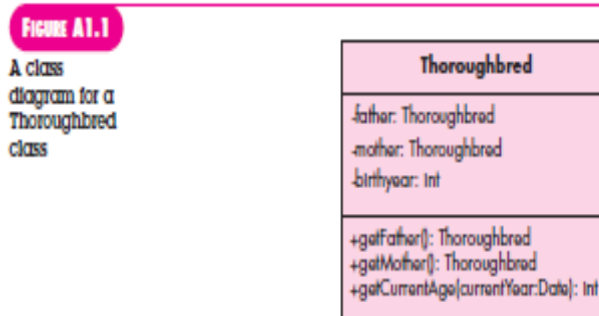 FIGURE A1.1
A class
diagram for a
Thoroughbred
class
Thoroughbred
-father: Thoroughbred
-mother: Thoroughbred
-birthyear: int
+getFather(): Thoroughbred
+getMother(): Thoroughbred
+getCurrentAge(currentYear:Date): int